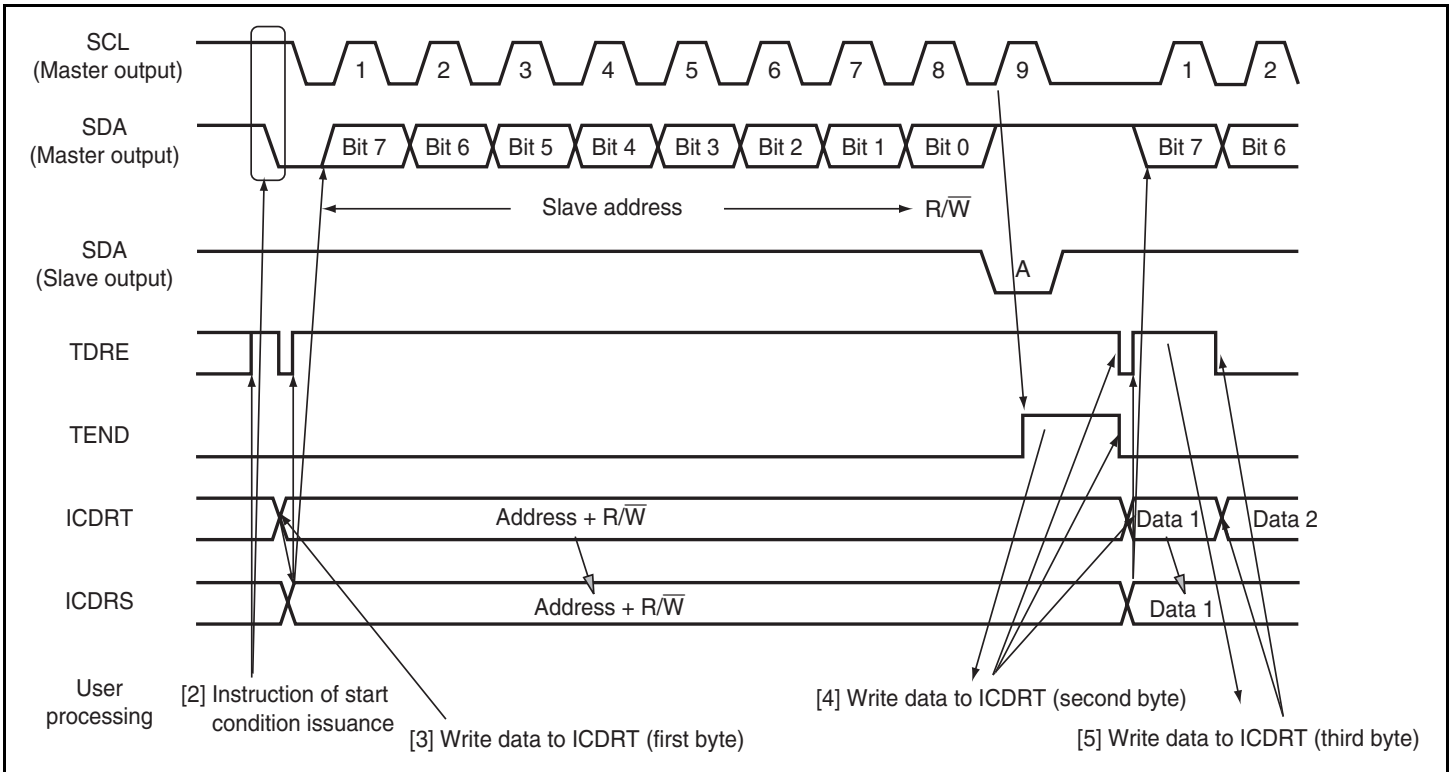 SCL
(Master output)
1 2 3 4 5 6 7 8 9 1 2
SDA
(Master output)
Bit 7 Bit 6 Bit 5 Bit 4 Bit 3 Bit 2 Bit 1 Bit 0 Bit 7 Bit 6
Slave address R/W̅
SDA
(Slave output)
A
TDRE
TEND
ICDRT
Address + R/W̅ Data 1 Data 2
ICDRS
Address + R/W̅ Data 1
User
processing
[2] Instruction of start
condition issuance
[3] Write data to ICDRT (first byte)
[4] Write data to ICDRT (second byte)
[5] Write data to ICDRT (third byte)